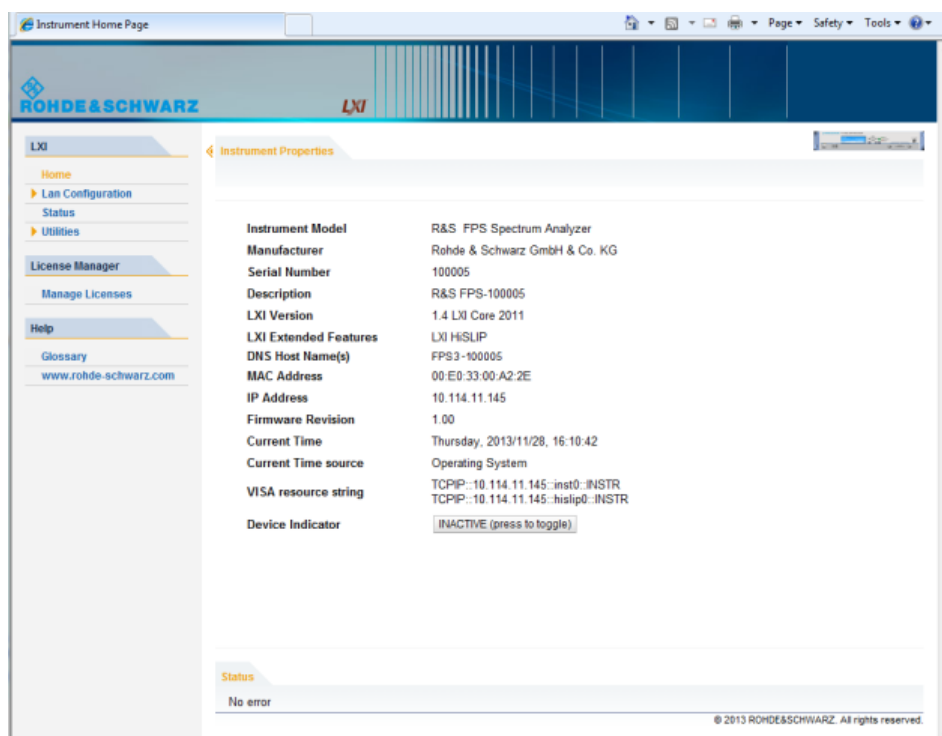 Instrument Home Page
Page Safety Tools
ROHDE&SCHWARZ
LXI
LXI
Home
Lan Configuration
Status
Utilities
License Manager
Manage Licenses
Help
Glossary
www.rohde-schwarz.com
Instrument Properties
Instrument Model R&S FPS Spectrum Analyzer
Manufacturer Rohde & Schwarz GmbH & Co. KG
Serial Number 100005
Description R&S FPS-100005
LXI Version 1.4 LXI Core 2011
LXI Extended Features LXI HiSLIP
DNS Host Name(s) FPS3-100005
MAC Address 00:E0:33:00:A2:2E
IP Address 10.114.11.145
Firmware Revision 1.00
Current Time Thursday, 2013/11/28, 16:10:42
Current Time source Operating System
VISA resource string TCPIP::10.114.11.145::inst0::INSTR
TCPIP::10.114.11.145::hislip0::INSTR
Device Indicator INACTIVE (press to toggle)
Status
No error
© 2013 ROHDE&SCHWARZ. All rights reserved.